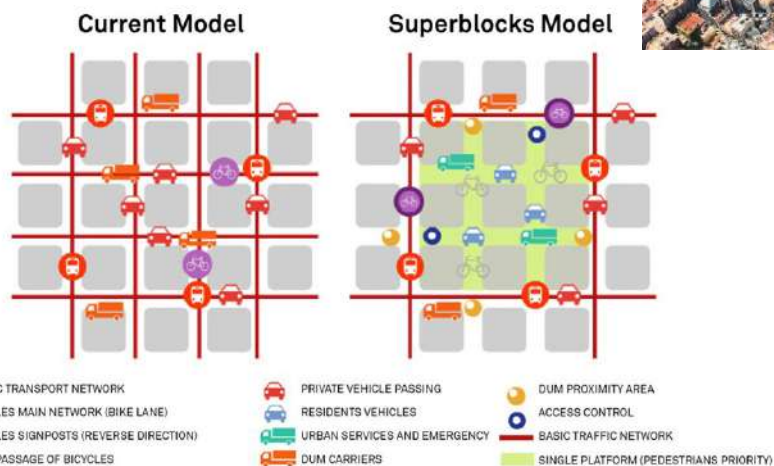 Current Model
Superblocks Model
C TRANSPORT NETWORK
LES MAIN NETWORK (BIKE LANE)
LES SIGNPOSTS (REVERSE DIRECTION)
PASSAGE OF BICYCLES
PRIVATE VEHICLE PASSING
RESIDENTS VEHICLES
URBAN SERVICES AND EMERGENCY
DUM CARRIERS
DUM PROXIMITY AREA
ACCESS CONTROL
BASIC TRAFFIC NETWORK
SINGLE PLATFORM (PEDESTRIANS PRIORITY)